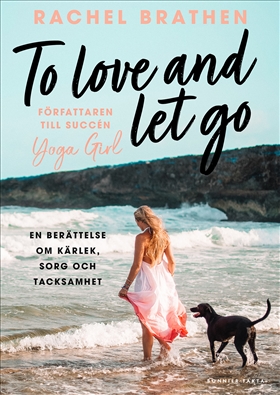 RACHEL BRATHEN
To love and
let go
FÖRFATTAREN
TILL SUCCÉN
Yoga Girl
EN BERÄTTELSE
OM KÄRLEK,
SORG OCH
TACKSAMHET
BONNIER FAKTA